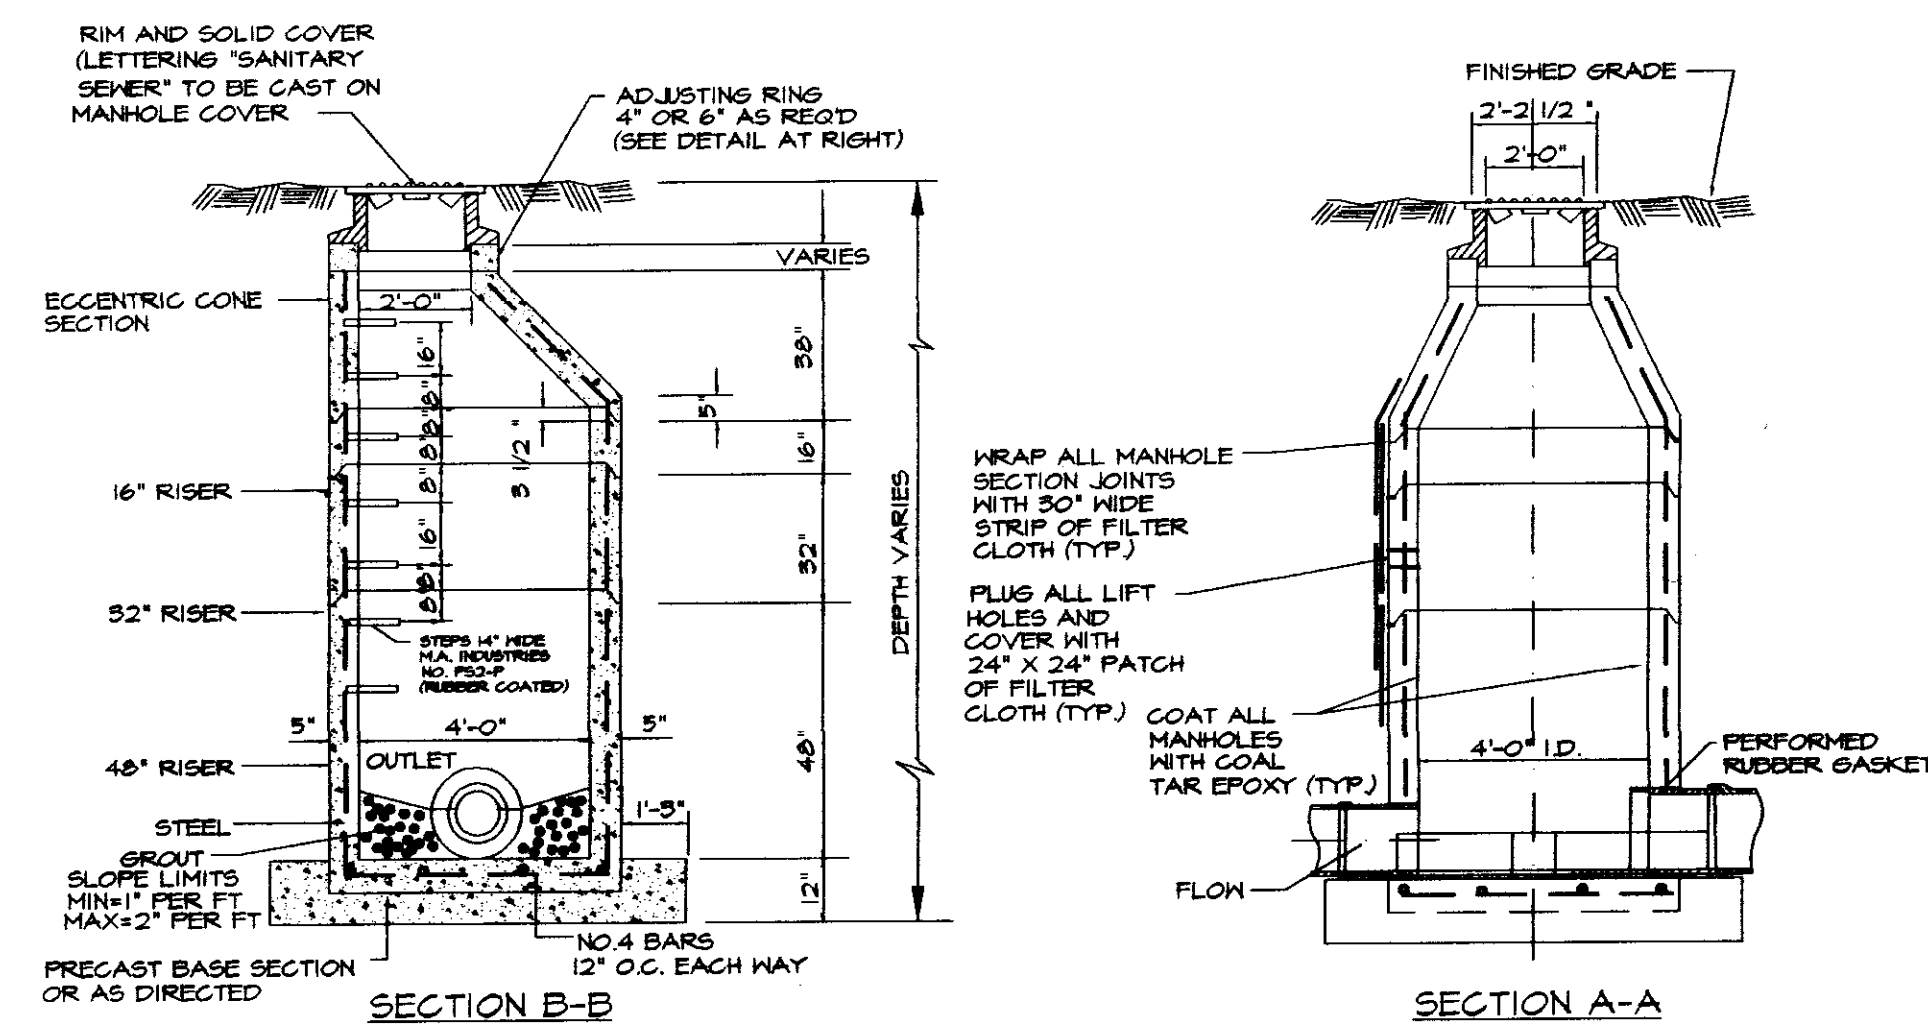 RIM AND SOLID COVER
(LETTERING "SANITARY
SEWER" TO BE CAST ON
MANHOLE COVER
ADJUSTING RING
4" OR 6" AS REQ'D
(SEE DETAIL AT RIGHT)
VARIES
ECCENTRIC CONE
SECTION
2'-0"
16"
8"
8"
8"
8"
16"
8"
8"
3 1/2"
5"
38"
16"
32"
48"
12"
DEPTH VARIES
16" RISER
32" RISER
STEPS 14" WIDE
M.A. INDUSTRIES
NO. PS2-P
(RUBBER COATED)
5"
4'-0"
5"
OUTLET
48" RISER
1'-3"
STEEL
GROUT
SLOPE LIMITS
MIN=1" PER FT
MAX=2" PER FT
NO.4 BARS
12" O.C. EACH WAY
PRECAST BASE SECTION
OR AS DIRECTED
SECTION B-B
FINISHED GRADE
2'-2 1/2"
2'-0"
WRAP ALL MANHOLE
SECTION JOINTS
WITH 30" WIDE
STRIP OF FILTER
CLOTH (TYP.)
PLUG ALL LIFT
HOLES AND
COVER WITH
24" X 24" PATCH
OF FILTER
CLOTH (TYP.)
COAT ALL
MANHOLES
WITH COAL
TAR EPOXY (TYP.)
4'-0" I.D.
PERFORMED
RUBBER GASKET
FLOW
SECTION A-A